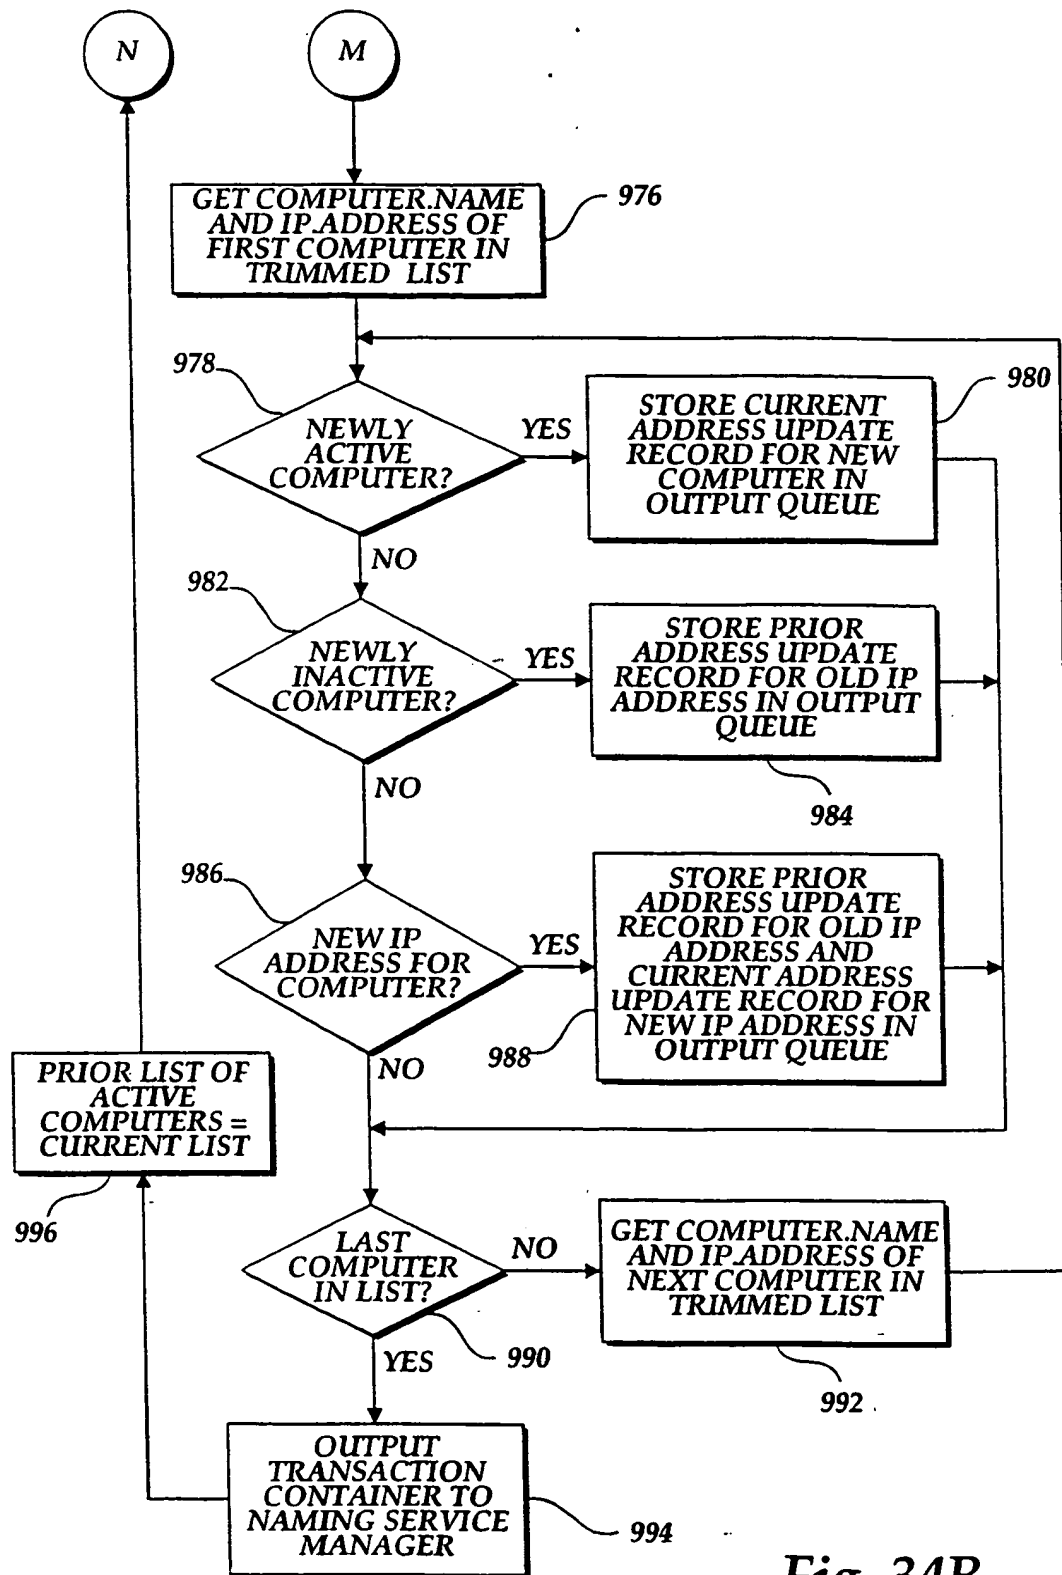 N
M
GET COMPUTER.NAME
AND IP.ADDRESS OF
FIRST COMPUTER IN
TRIMMED LIST
976
978
NEWLY
ACTIVE
COMPUTER?
YES
STORE CURRENT
ADDRESS UPDATE
RECORD FOR NEW
COMPUTER IN
OUTPUT QUEUE
980
NO
982
NEWLY
INACTIVE
COMPUTER?
YES
STORE PRIOR
ADDRESS UPDATE
RECORD FOR OLD IP
ADDRESS IN OUTPUT
QUEUE
984
NO
986
NEW IP
ADDRESS FOR
COMPUTER?
YES
STORE PRIOR
ADDRESS UPDATE
RECORD FOR OLD IP
ADDRESS AND
CURRENT ADDRESS
UPDATE RECORD FOR
NEW IP ADDRESS IN
OUTPUT QUEUE
988
NO
PRIOR LIST OF
ACTIVE
COMPUTERS =
CURRENT LIST
996
LAST
COMPUTER
IN LIST?
990
NO
GET COMPUTER.NAME
AND IP.ADDRESS OF
NEXT COMPUTER IN
TRIMMED LIST
992
YES
OUTPUT
TRANSACTION
CONTAINER TO
NAMING SERVICE
MANAGER
994
Fig. 34B